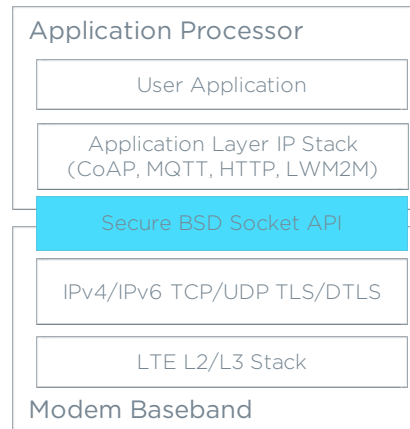 Application Processor
User Application
Application Layer IP Stack
(CoAP, MQTT, HTTP, LWM2M)
Secure BSD Socket API
IPv4/IPv6 TCP/UDP TLS/DTLS
LTE L2/L3 Stack
Modem Baseband